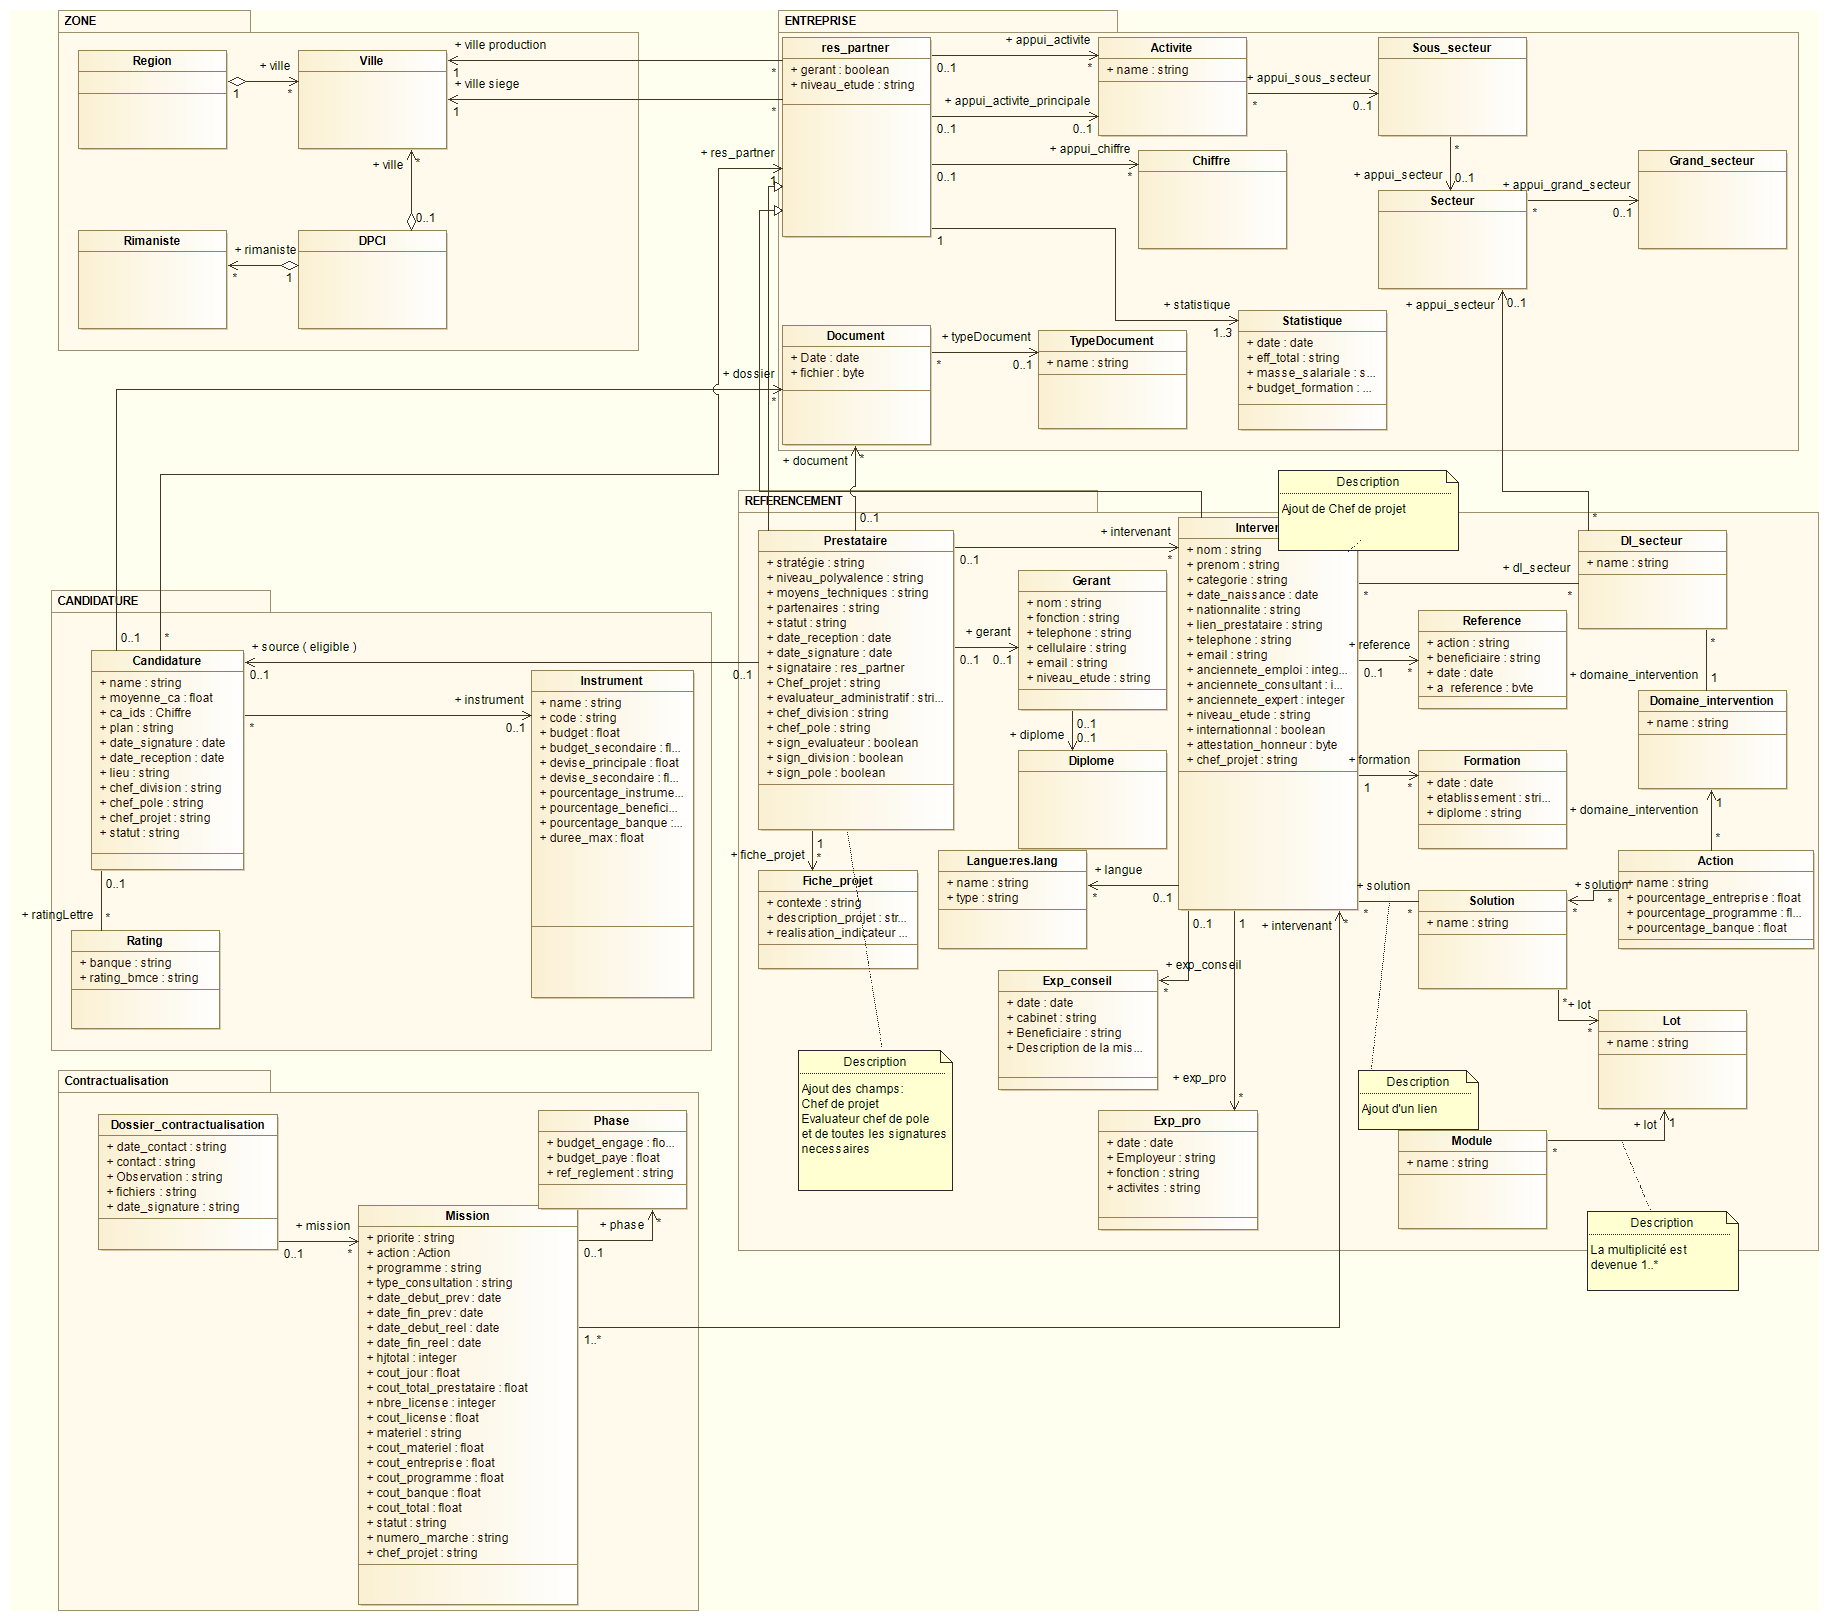 ZONE
Region
+ ville
1
*
Ville
+ ville production
1
*
+ ville siege
1
*
+ ville
*
0..1
Rimaniste
+ rimaniste
*
1
DPCI
ENTREPRISE
res_partner
+ gerant : boolean
+ niveau_etude : string
+ appui_activite
0..1
*
+ appui_activite_principale
0..1
0..1
Activite
+ name : string
+ appui_sous_secteur
*
0..1
Sous_secteur
*
+ appui_secteur
0..1
+ appui_chiffre
0..1
*
Chiffre
Secteur
+ appui_grand_secteur
*
0..1
Grand_secteur
+ res_partner
1
1
+ statistique
1..3
Statistique
+ date : date
+ eff_total : string
+ masse_salariale : s...
+ budget_formation : ...
+ appui_secteur
0..1
Document
+ Date : date
+ fichier : byte
+ typeDocument
*
0..1
TypeDocument
+ name : string
+ dossier
*
+ document
*
0..1
REFERENCEMENT
Prestataire
+ stratégie : string
+ niveau_polyvalence : string
+ moyens_techniques : string
+ partenaires : string
+ statut : string
+ date_reception : date
+ date_signature : date
+ signataire : res_partner
+ Chef_projet : string
+ evaluateur_administratif : stri...
+ chef_division : string
+ chef_pole : string
+ sign_evaluateur : boolean
+ sign_division : boolean
+ sign_pole : boolean
+ intervenant
0..1
*
+ gerant
0..1
0..1
Gerant
+ nom : string
+ fonction : string
+ telephone : string
+ cellulaire : string
+ email : string
+ niveau_etude : string
0..1
+ diplome
0..1
Diplome
Interven
+ nom : string
+ prenom : string
+ categorie : string
+ date_naissance : date
+ nationnalite : string
+ lien_prestataire : string
+ telephone : string
+ email : string
+ anciennete_emploi : integ...
+ anciennete_consultant : i...
+ anciennete_expert : integer
+ niveau_etude : string
+ internationnal : boolean
+ attestation_honneur : byte
+ chef_projet : string
Description
Ajout de Chef de projet
*
DI_secteur
+ name : string
+ dI_secteur
*
*
+ reference
0..1
*
Reference
+ action : string
+ beneficiaire : string
+ date : date
+ a_reference : byte
*
+ domaine_intervention
1
Domaine_intervention
+ name : string
+ formation
1
*
Formation
+ date : date
+ etablissement : stri...
+ diplome : string
+ domaine_intervention
1
*
Action
+ name : string
+ pourcentage_entreprise : float
+ pourcentage_programme : fl...
+ pourcentage_banque : float
+ solution
*
*
+ solution
*
*
Solution
+ name : string
*
+ lot
*
Lot
+ name : string
+ lot
1
*
Module
+ name : string
Description
La multiplicité est
devenue 1..*
Description
Ajout d'un lien
1
+ fiche_projet
*
Fiche_projet
+ contexte : string
+ description_projet : str...
+ realisation_indicateur ...
Description
Ajout des champs:
Chef de projet
Evaluateur chef de pole
et de toutes les signatures
necessaires
Langue:res.lang
+ name : string
+ type : string
+ langue
*
0..1
0..1
+ exp_conseil
*
Exp_conseil
+ date : date
+ cabinet : string
+ Beneficiaire : string
+ Description de la mis...
1
+ exp_pro
*
Exp_pro
+ date : date
+ Employeur : string
+ fonction : string
+ activites : string
+ intervenant
*
CANDIDATURE
0..1
*
Candidature
+ name : string
+ moyenne_ca : float
+ ca_ids : Chiffre
+ plan : string
+ date_signature : date
+ date_reception : date
+ lieu : string
+ chef_division : string
+ chef_pole : string
+ chef_projet : string
+ statut : string
+ source ( eligible )
0..1
0..1
+ instrument
*
0..1
Instrument
+ name : string
+ code : string
+ budget : float
+ budget_secondaire : fl...
+ devise_principale : float
+ devise_secondaire : fl...
+ pourcentage_instrume...
+ pourcentage_benefici...
+ pourcentage_banque :...
+ duree_max : float
0..1
+ ratingLettre
*
Rating
+ banque : string
+ rating_bmce : string
Contractualisation
Dossier_contractualisation
+ date_contact : string
+ contact : string
+ Observation : string
+ fichiers : string
+ date_signature : string
+ mission
0..1
*
Phase
+ budget_engage : flo...
+ budget_paye : float
+ ref_reglement : string
+ phase
*
0..1
Mission
+ priorite : string
+ action : Action
+ programme : string
+ type_consultation : string
+ date_debut_prev : date
+ date_fin_prev : date
+ date_debut_reel : date
+ date_fin_reel : date
+ hjtotal : integer
+ cout_jour : float
+ cout_total_prestataire : float
+ nbre_license : integer
+ cout_license : float
+ materiel : string
+ cout_materiel : float
+ cout_entreprise : float
+ cout_programme : float
+ cout_banque : float
+ cout_total : float
+ statut : string
+ numero_marche : string
+ chef_projet : string
1..*